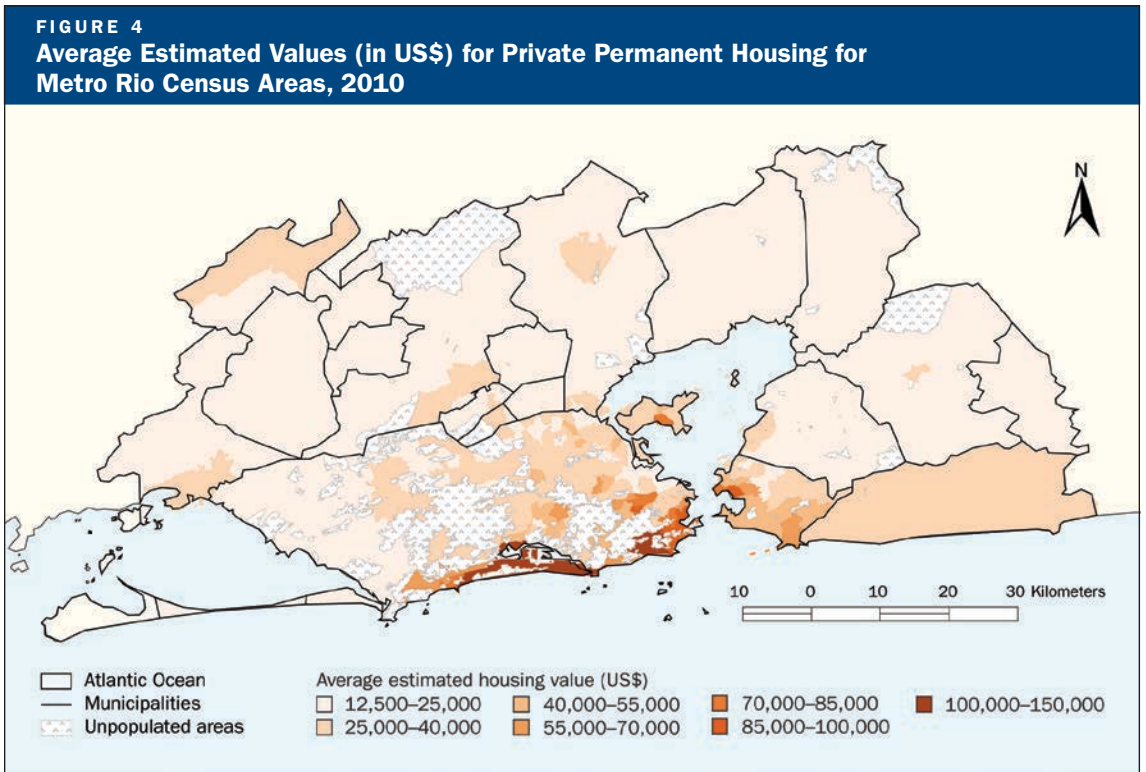 FIGURE 4
Average Estimated Values (in US$) for Private Permanent Housing for
Metro Rio Census Areas, 2010
N
10 0 10 20 30 Kilometers
Atlantic Ocean
Municipalities
Unpopulated areas
Average estimated housing value (US$)
12,500–25,000
25,000–40,000
40,000–55,000
55,000–70,000
70,000–85,000
85,000–100,000
100,000–150,000